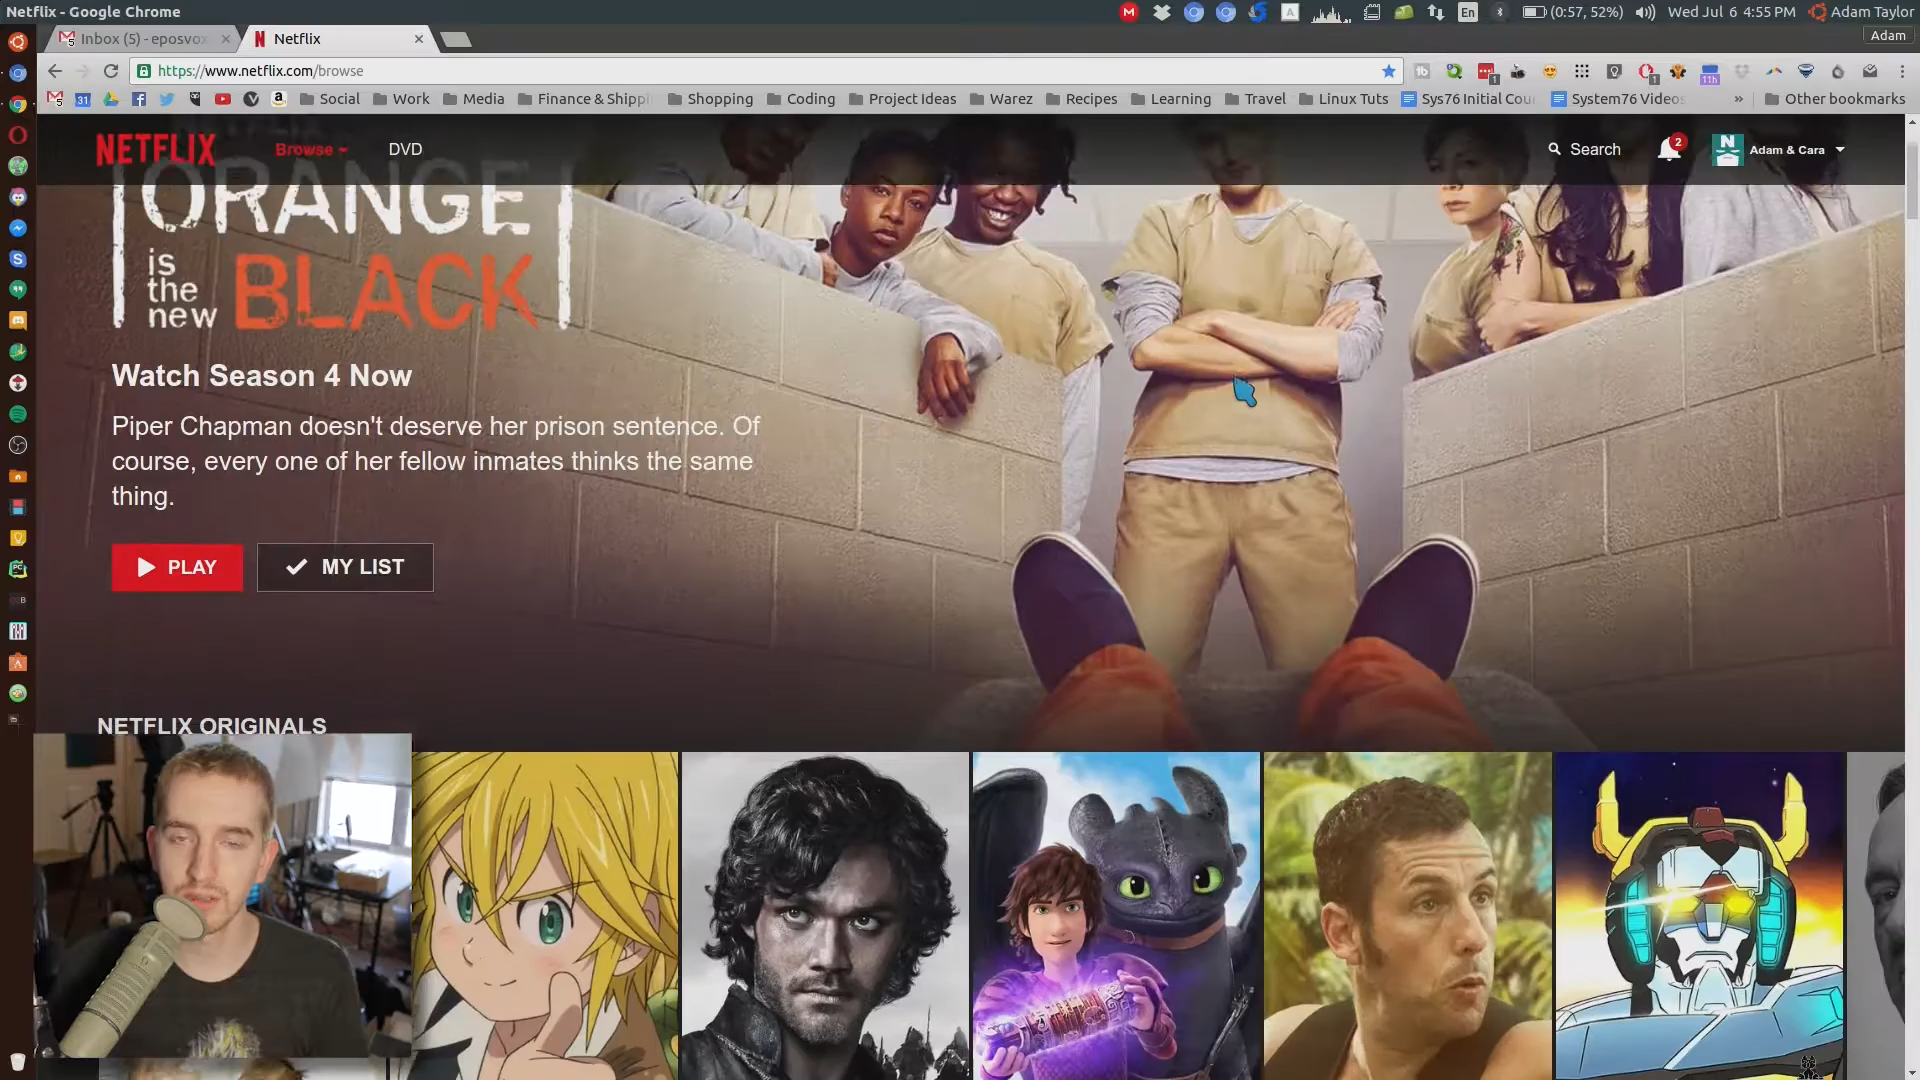 Netflix - Google Chrome
En
(0:57, 52%)
Wed Jul 6 4:55 PM
Adam Taylor
Inbox (5) - eposvox
Netflix
Adam
https://www.netflix.com/browse
11h
31
Social
Work
Media
Finance & Shippi
Shopping
Coding
Project Ideas
Warez
Recipes
Learning
Travel
Linux Tuts
Sys76 Initial Cou
System76 Videos
Other bookmarks
NETFLIX
Browse
DVD
Search
2
Adam & Cara
ORANGE
is
the
new
BLACK
Watch Season 4 Now
Piper Chapman doesn't deserve her prison sentence. Of
course, every one of her fellow inmates thinks the same
thing.
PLAY
MY LIST
NETFLIX ORIGINALS